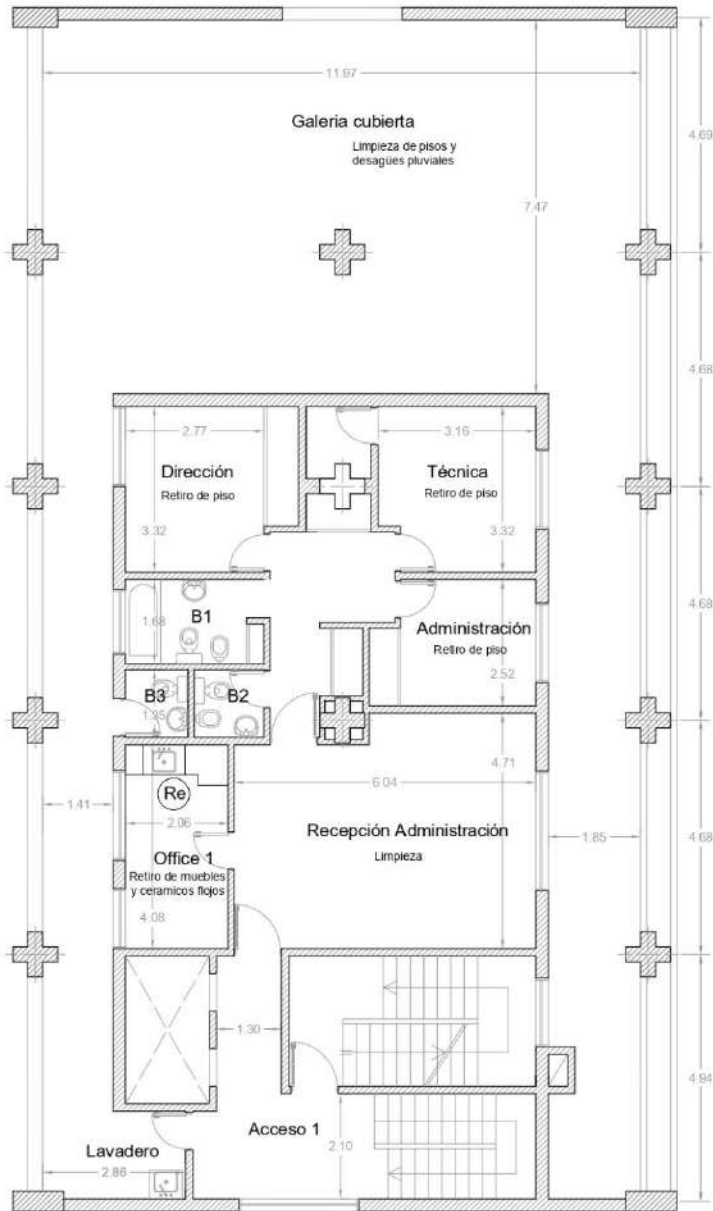 11.97
4.69
Galeria cubierta
Limpieza de pisos y
desagües pluviales
7.47
4.68
2.77
3.16
Dirección
Retiro de piso
Técnica
Retiro de piso
3.32
3.32
4.68
1.68
B1
Administración
Retiro de piso
2.52
B3
B2
1.35
4.71
Re
6.04
1.41
2.06
Recepción Administración
Limpieza
1.85
4.68
Office 1
Retiro de muebles
y ceramicos flojos
4.08
1.30
4.94
Acceso 1
2.10
Lavadero
2.86